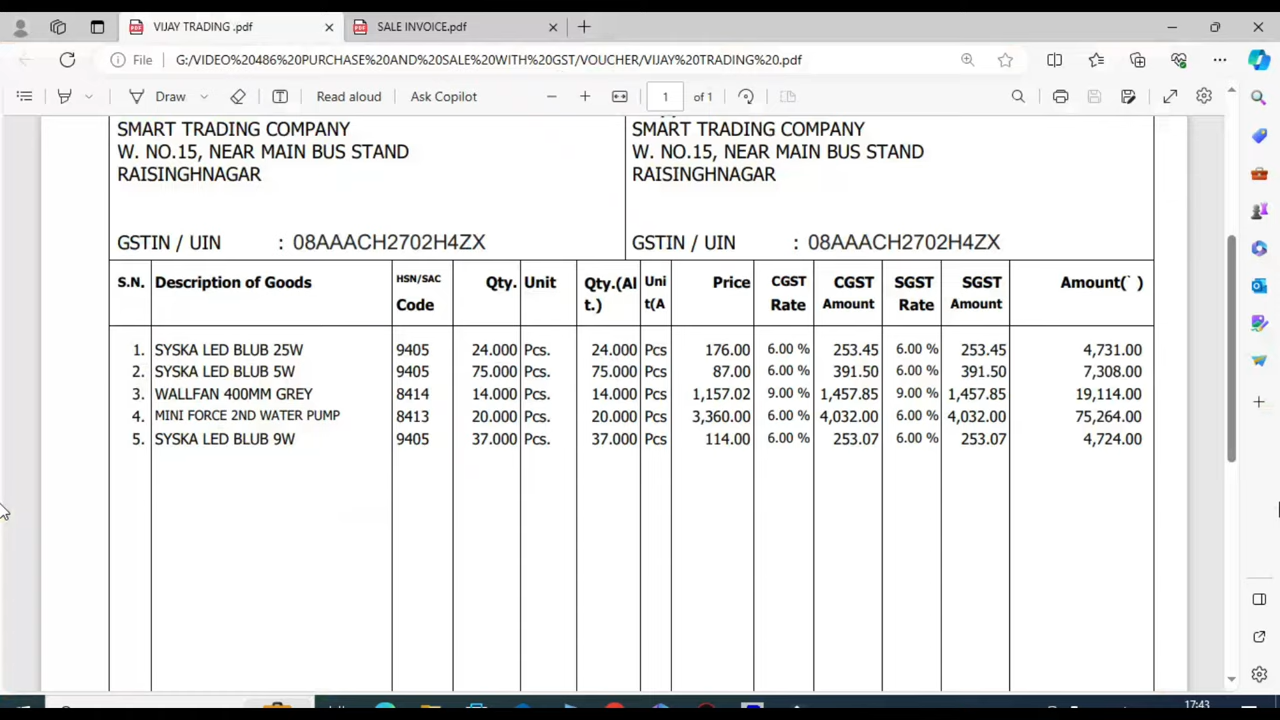 VIJAY TRADING .pdf
SALE INVOICE.pdf
File G:/VIDEO%20486%20PURCHASE%20AND%20SALE%20WITH%20GST/VOUCHER/VIJAY%20TRADING%20.pdf
Draw Read aloud Ask Copilot 1 of 1
SMART TRADING COMPANY SMART TRADING COMPANY
W. NO.15, NEAR MAIN BUS STAND W. NO.15, NEAR MAIN BUS STAND
RAISINGHNAGAR RAISINGHNAGAR
GSTIN / UIN : 08AAACH2702H4ZX GSTIN / UIN : 08AAACH2702H4ZX
S.N. Description of Goods HSN/SAC Qty. Unit Qty.(Al Uni Price CGST CGST SGST SGST Amount(` )
Code t.) t(A Rate Amount Rate Amount
1. SYSKA LED BLUB 25W 9405 24.000 Pcs. 24.000 Pcs 176.00 6.00 % 253.45 6.00 % 253.45 4,731.00
2. SYSKA LED BLUB 5W 9405 75.000 Pcs. 75.000 Pcs 87.00 6.00 % 391.50 6.00 % 391.50 7,308.00
3. WALLFAN 400MM GREY 8414 14.000 Pcs. 14.000 Pcs 1,157.02 9.00 % 1,457.85 9.00 % 1,457.85 19,114.00
4. MINI FORCE 2ND WATER PUMP 8413 20.000 Pcs. 20.000 Pcs 3,360.00 6.00 % 4,032.00 6.00 % 4,032.00 75,264.00
5. SYSKA LED BLUB 9W 9405 37.000 Pcs. 37.000 Pcs 114.00 6.00 % 253.07 6.00 % 253.07 4,724.00
17:43